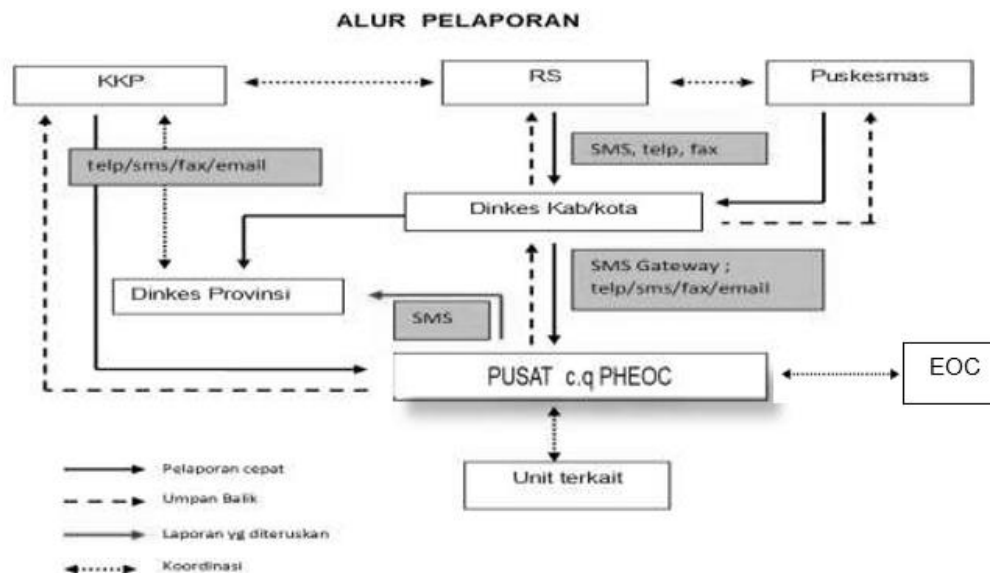 ALUR PELAPORAN
KKP
RS
Puskesmas
telp/sms/fax/email
SMS, telp, fax
Dinkes Kab/kota
SMS Gateway ;
telp/sms/fax/email
Dinkes Provinsi
SMS
PUSAT c.q PHEOC
EOC
Unit terkait
Pelaporan cepat
Umpan Balik
Laporan yg diteruskan
Koordinasi